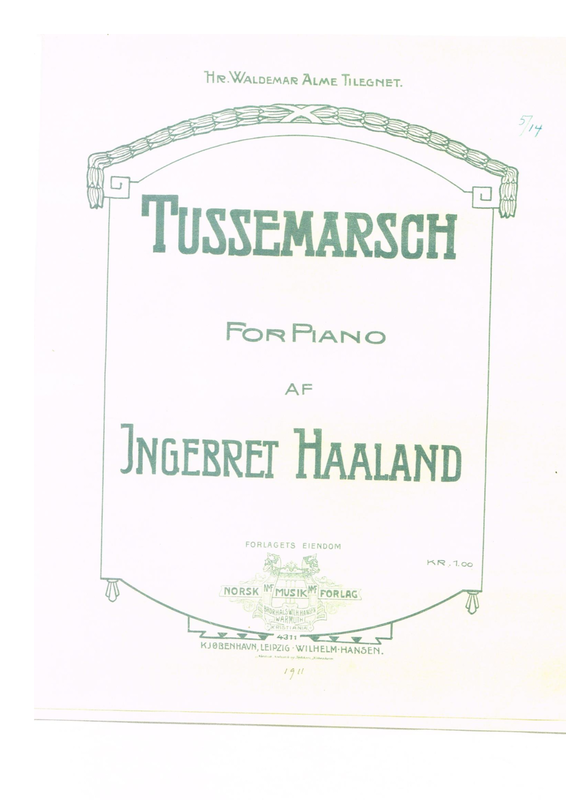 HR. WALDEMAR ALME TILEGNET.
5/14
TUSSEMARSCH
FOR PIANO
AF
INGEBRET HAALAND
FORLAGETS EIENDOM
KR. 1.00
NORSK MUSIK FORLAG
WARMUTH
4311
KJØBENHAVN, LEIPZIG · WILHELM · HANSEN.
1911